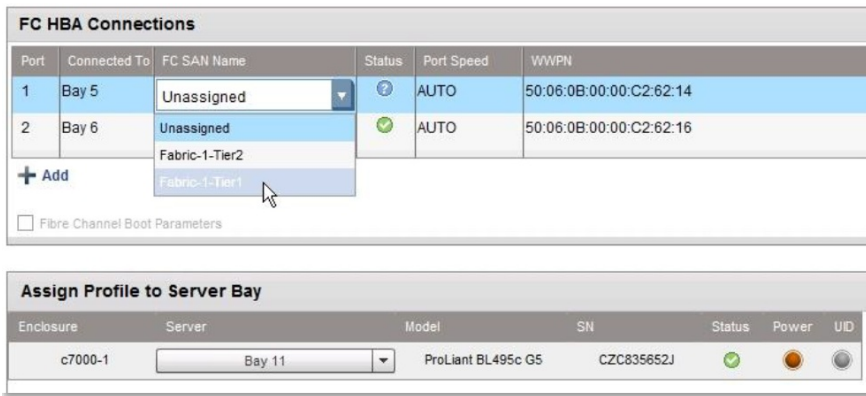 FC HBA Connections
Port Connected To FC SAN Name Status Port Speed WWPN
1 Bay 5 Unassigned ? AUTO 50:06:0B:00:00:C2:62:14
2 Bay 6 AUTO 50:06:0B:00:00:C2:62:16
Unassigned
Fabric-1-Tier2
Fabric-1-Tier1
Add
Fibre Channel Boot Parameters
Assign Profile to Server Bay
Enclosure Server Model SN Status Power UID
c7000-1 Bay 11 ProLiant BL495c G5 CZC835652J